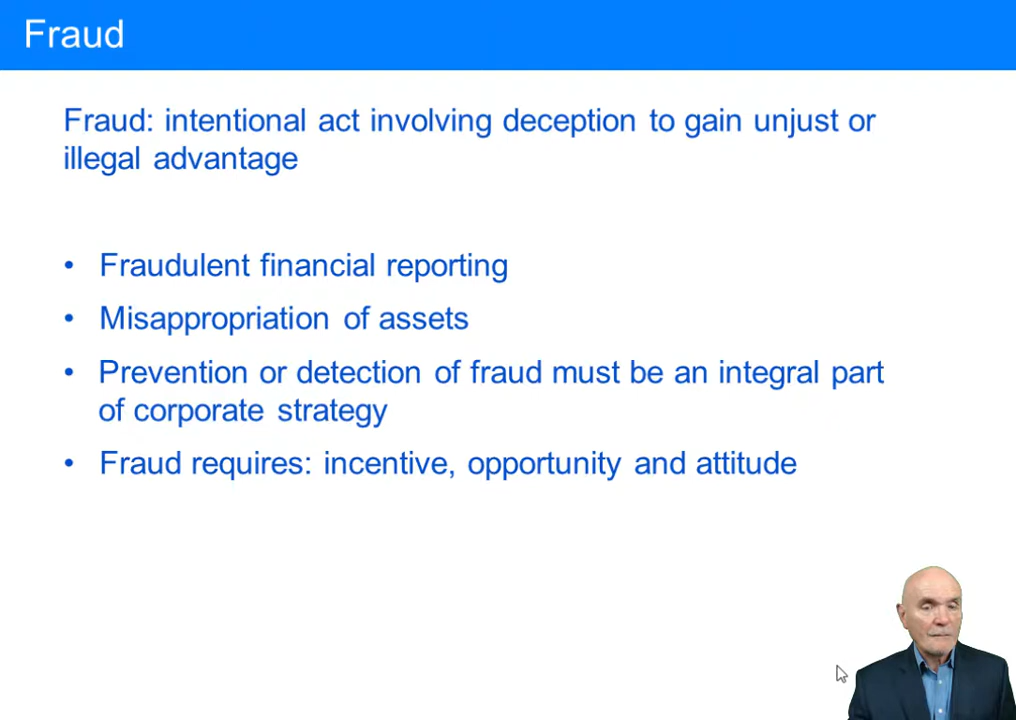 Fraud
Fraud: intentional act involving deception to gain unjust or
illegal advantage
• Fraudulent financial reporting
• Misappropriation of assets
• Prevention or detection of fraud must be an integral part
of corporate strategy
• Fraud requires: incentive, opportunity and attitude